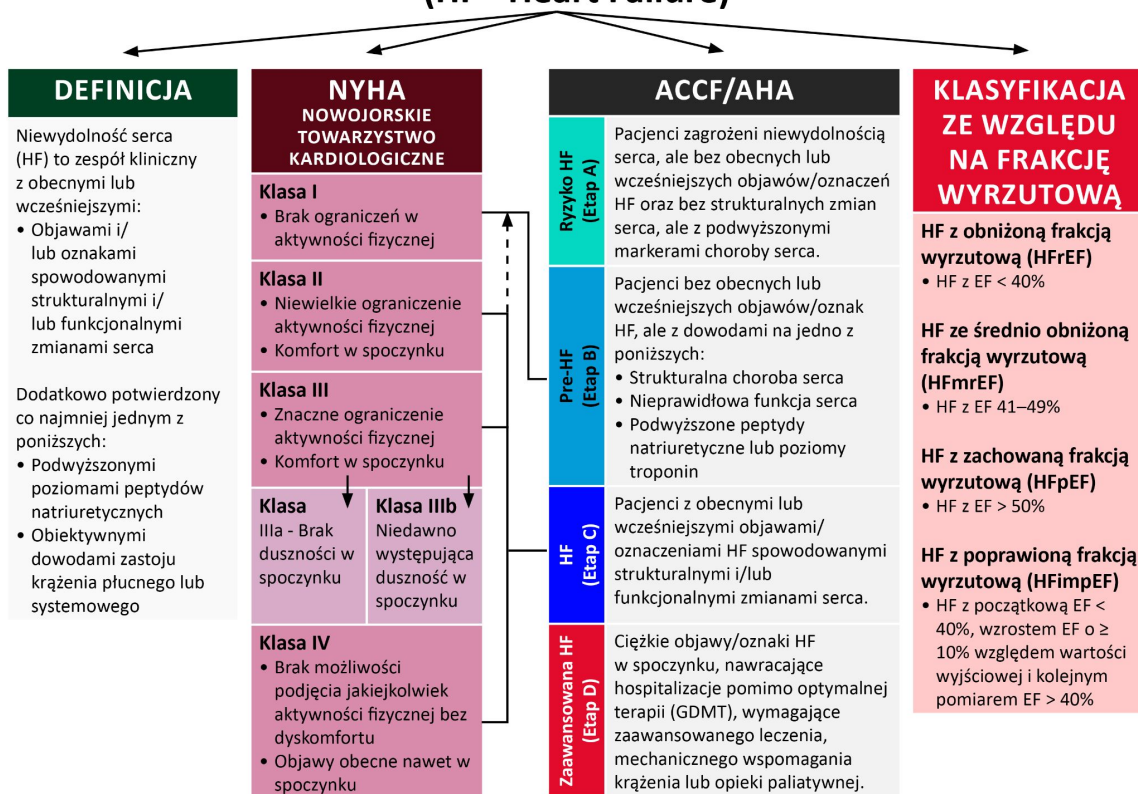 (HF – Heart Failure)
DEFINICJA
Niewydolność serca
(HF) to zespół kliniczny
z obecnymi lub
wcześniejszymi:
• Objawami i/
lub oznakami
spowodowanymi
strukturalnymi i/
lub funkcjonalnymi
zmianami serca
Dodatkowo potwierdzony
co najmniej jednym z
poniższych:
• Podwyższonymi
poziomami peptydów
natriuretycznych
• Obiektywnymi
dowodami zastoju
krążenia płucnego lub
systemowego
NYHA
NOWOJORSKIE
TOWARZYSTWO
KARDIOLOGICZNE
Klasa I
• Brak ograniczeń w
aktywności fizycznej
Klasa II
• Niewielkie ograniczenie
aktywności fizycznej
• Komfort w spoczynku
Klasa III
• Znaczne ograniczenie
aktywności fizycznej
• Komfort w spoczynku
Klasa
IIIa - Brak
duszności w
spoczynku
Klasa IIIb
Niedawno
występująca
duszność w
spoczynku
Klasa IV
• Brak możliwości
podjęcia jakiejkolwiek
aktywności fizycznej bez
dyskomfortu
• Objawy obecne nawet w
spoczynku
ACCF/AHA
Ryzyko HF
(Etap A)
Pacjenci zagrożeni niewydolnością
serca, ale bez obecnych lub
wcześniejszych objawów/oznaczeń
HF oraz bez strukturalnych zmian
serca, ale z podwyższonymi
markerami choroby serca.
Pre-HF
(Etap B)
Pacjenci bez obecnych lub
wcześniejszych objawów/oznak
HF, ale z dowodami na jedno z
poniższych:
• Strukturalna choroba serca
• Nieprawidłowa funkcja serca
• Podwyższone peptydy
natriuretyczne lub poziomy
troponin
HF
(Etap C)
Pacjenci z obecnymi lub
wcześniejszymi objawami/
oznaczeniami HF spowodowanymi
strukturalnymi i/lub
funkcjonalnymi zmianami serca.
Zaawansowana HF
(Etap D)
Ciężkie objawy/oznaki HF
w spoczynku, nawracające
hospitalizacje pomimo optymalnej
terapii (GDMT), wymagające
zaawansowanego leczenia,
mechanicznego wspomagania
krążenia lub opieki paliatywnej.
KLASYFIKACJA
ZE WZGLĘDU
NA FRAKCJĘ
WYRZUTOWĄ
HF z obniżoną frakcją
wyrzutową (HFrEF)
• HF z EF < 40%
HF ze średnio obniżoną
frakcją wyrzutową
(HFmrEF)
• HF z EF 41–49%
HF z zachowaną frakcją
wyrzutową (HFpEF)
• HF z EF > 50%
HF z poprawioną frakcją
wyrzutową (HFimpEF)
• HF z początkową EF <
40%, wzrostem EF o ≥
10% względem wartości
wyjściowej i kolejnym
pomiarem EF > 40%